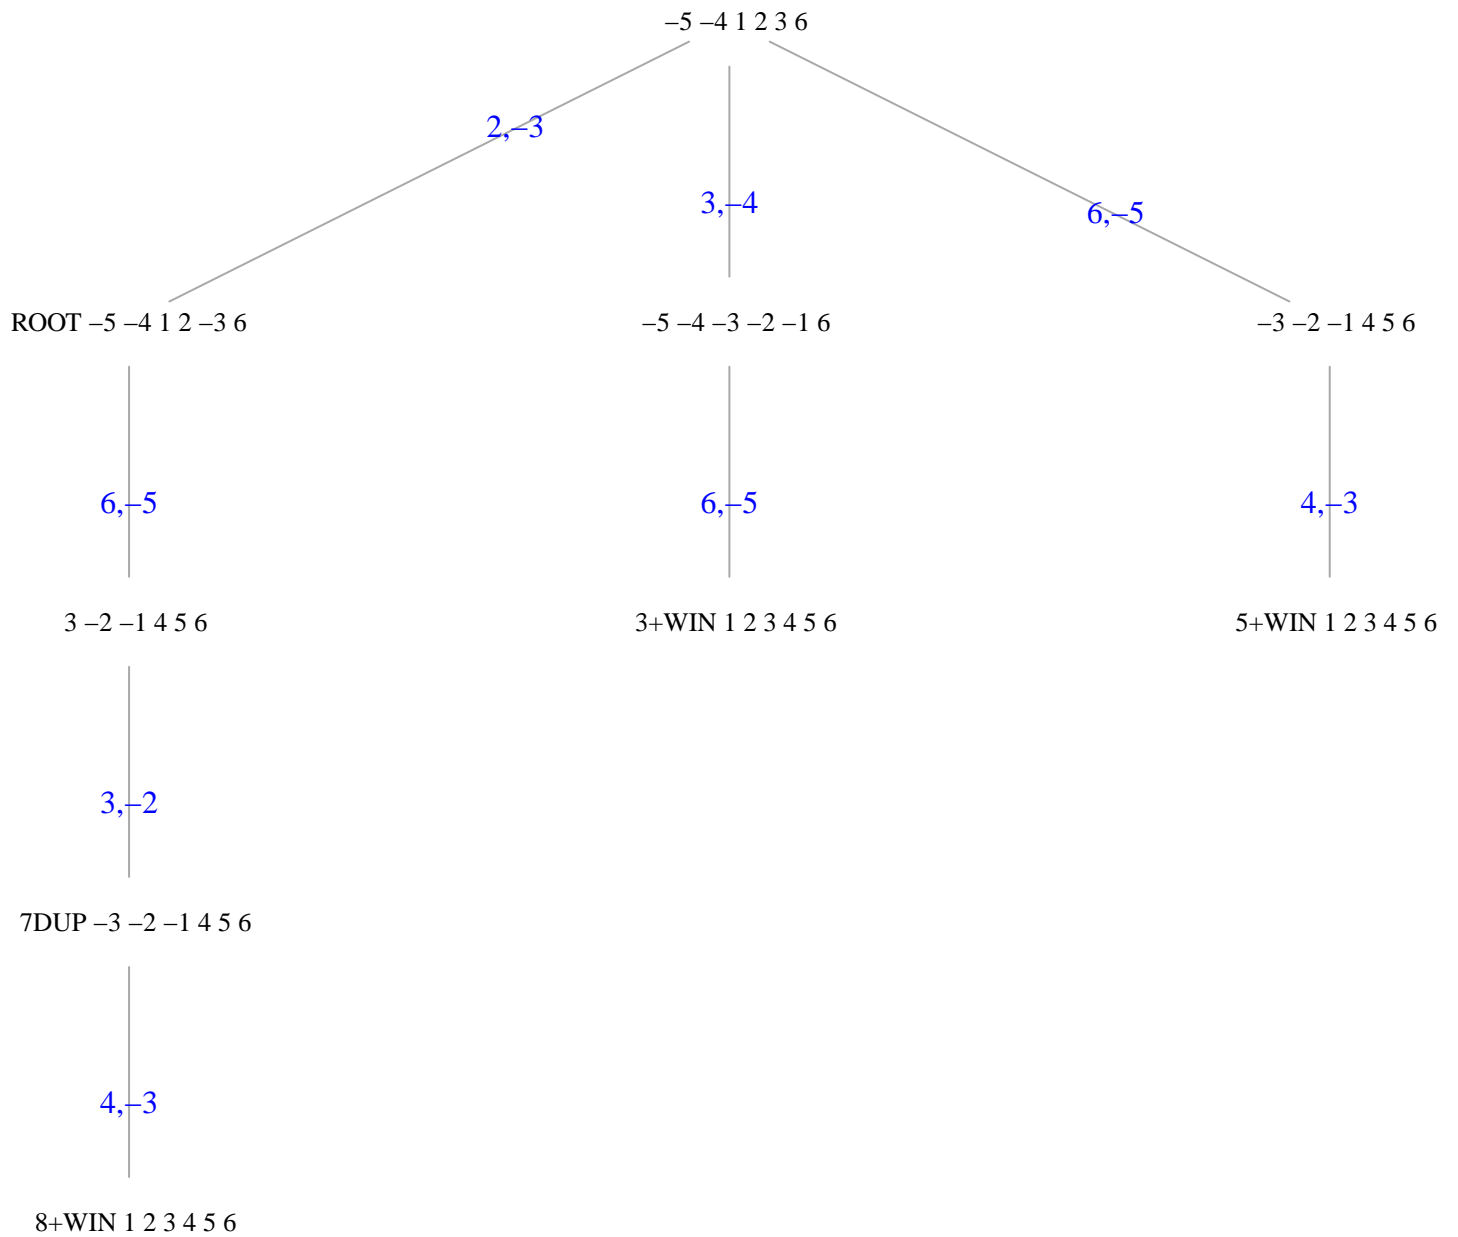 –5 –4 1 2 3 6
2,–3
3,–4
6,–5
ROOT –5 –4 1 2 –3 6
–5 –4 –3 –2 –1 6
–3 –2 –1 4 5 6
6,–5
6,–5
4,–3
3 –2 –1 4 5 6
3+WIN 1 2 3 4 5 6
5+WIN 1 2 3 4 5 6
3,–2
7DUP –3 –2 –1 4 5 6
4,–3
8+WIN 1 2 3 4 5 6